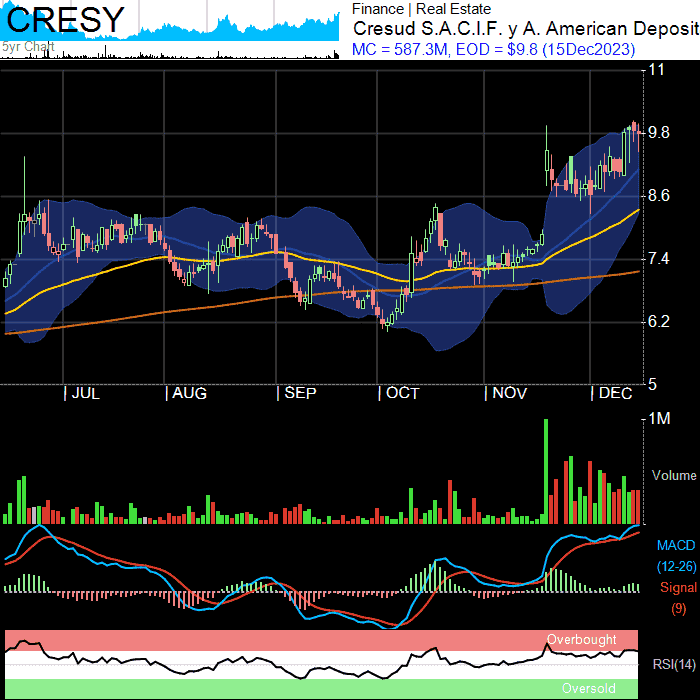 CRESY
5yr Chart
Finance | Real Estate
Cresud S.A.C.I.F. y A. American Deposit
MC = 587.3M, EOD = $9.8 (15Dec2023)
11
9.8
8.6
7.4
6.2
5
| JUL | AUG | SEP | OCT | NOV | DEC
1M
Volume
MACD
(12-26)
Signal
(9)
Overbought
RSI(14)
Oversold